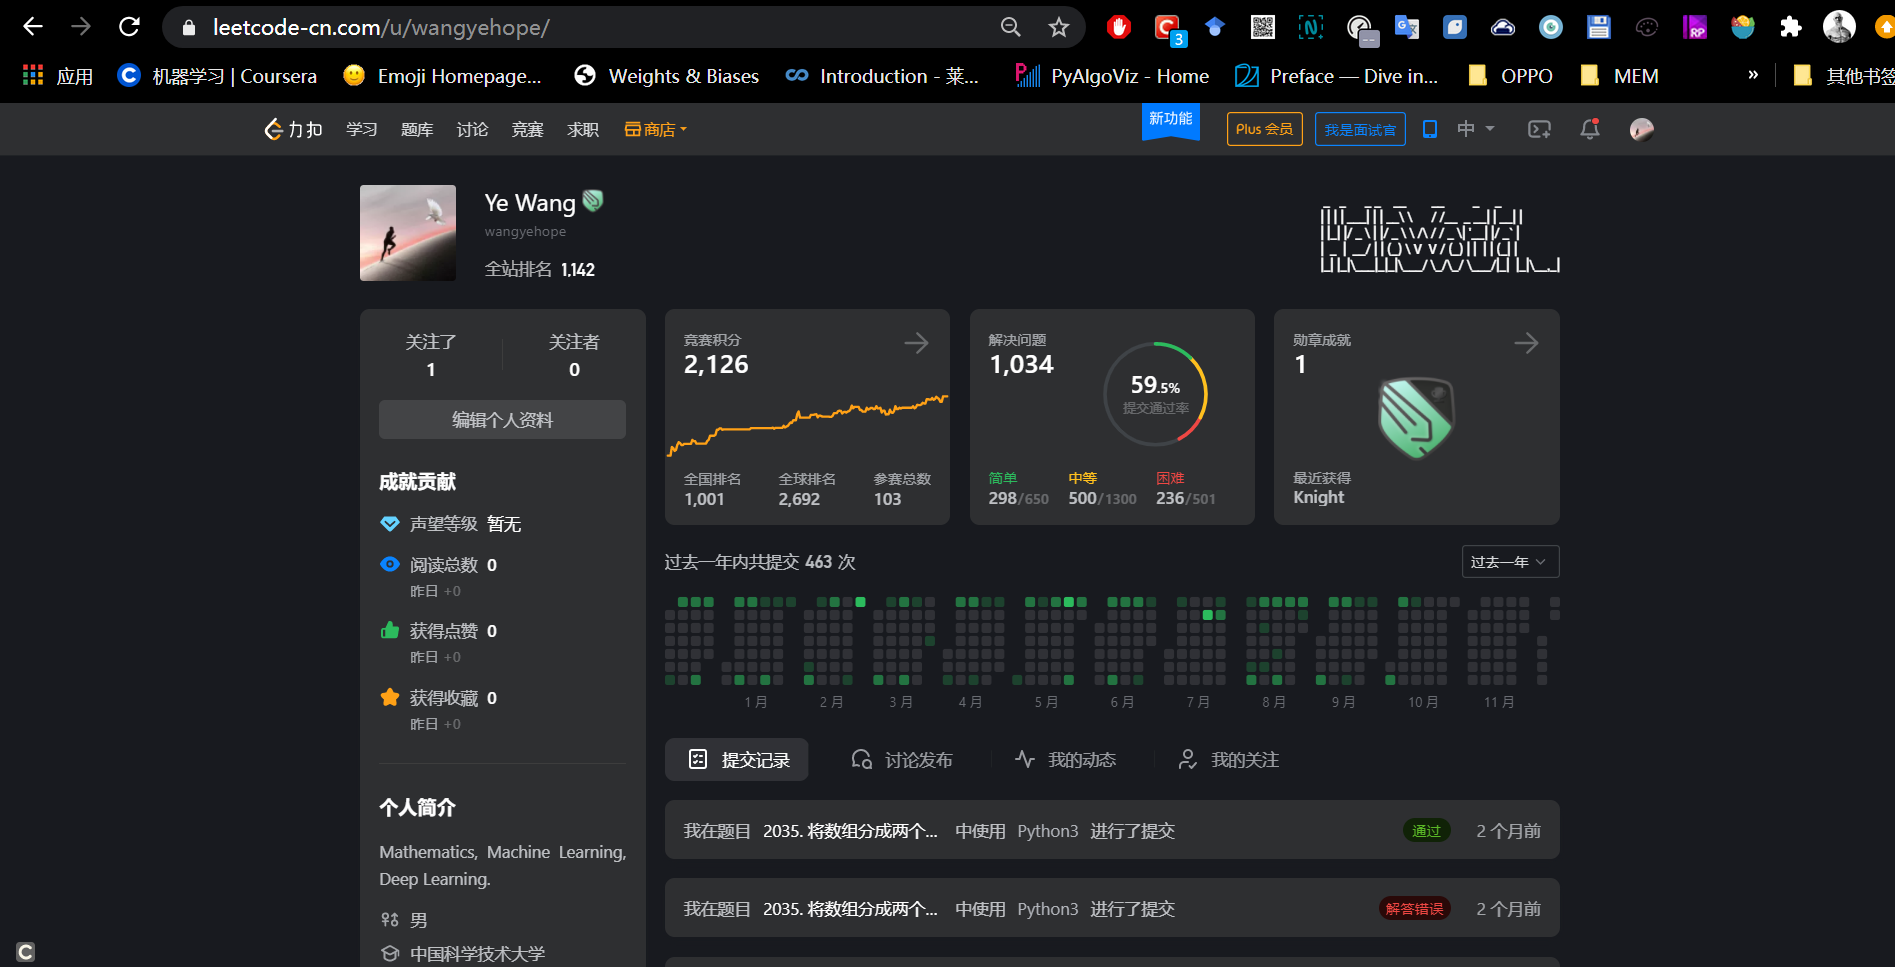 leetcode-cn.com/u/wangyehope/
3
应用 机器学习 | Coursera Emoji Homepage... Weights & Biases Introduction - 莱... PyAlgoViz - Home Preface — Dive in... OPPO MEM » 其他书签
力扣 学习 题库 讨论 竞赛 求职 商店 新功能 Plus 会员 我是面试官 中
Ye Wang
wangyehope
全站排名 1,142
关注了 关注者
1 0
编辑个人资料
成就贡献
声望等级 暂无
阅读总数 0
昨日 +0
获得点赞 0
昨日 +0
获得收藏 0
昨日 +0
个人简介
Mathematics, Machine Learning,
Deep Learning.
男
中国科学技术大学
竞赛积分
2,126
全国排名 全球排名 参赛总数
1,001 2,692 103
解决问题
1,034
59.5%
提交通过率
简单 中等 困难
298/650 500/1300 236/501
勋章成就
1
最近获得
Knight
过去一年内共提交 463 次 过去一年
1 月 2 月 3 月 4 月 5 月 6 月 7 月 8 月 9 月 10 月 11 月
提交记录 讨论发布 我的动态 我的关注
我在题目 2035. 将数组分成两个... 中使用 Python3 进行了提交 通过 2 个月前
我在题目 2035. 将数组分成两个... 中使用 Python3 进行了提交 解答错误 2 个月前